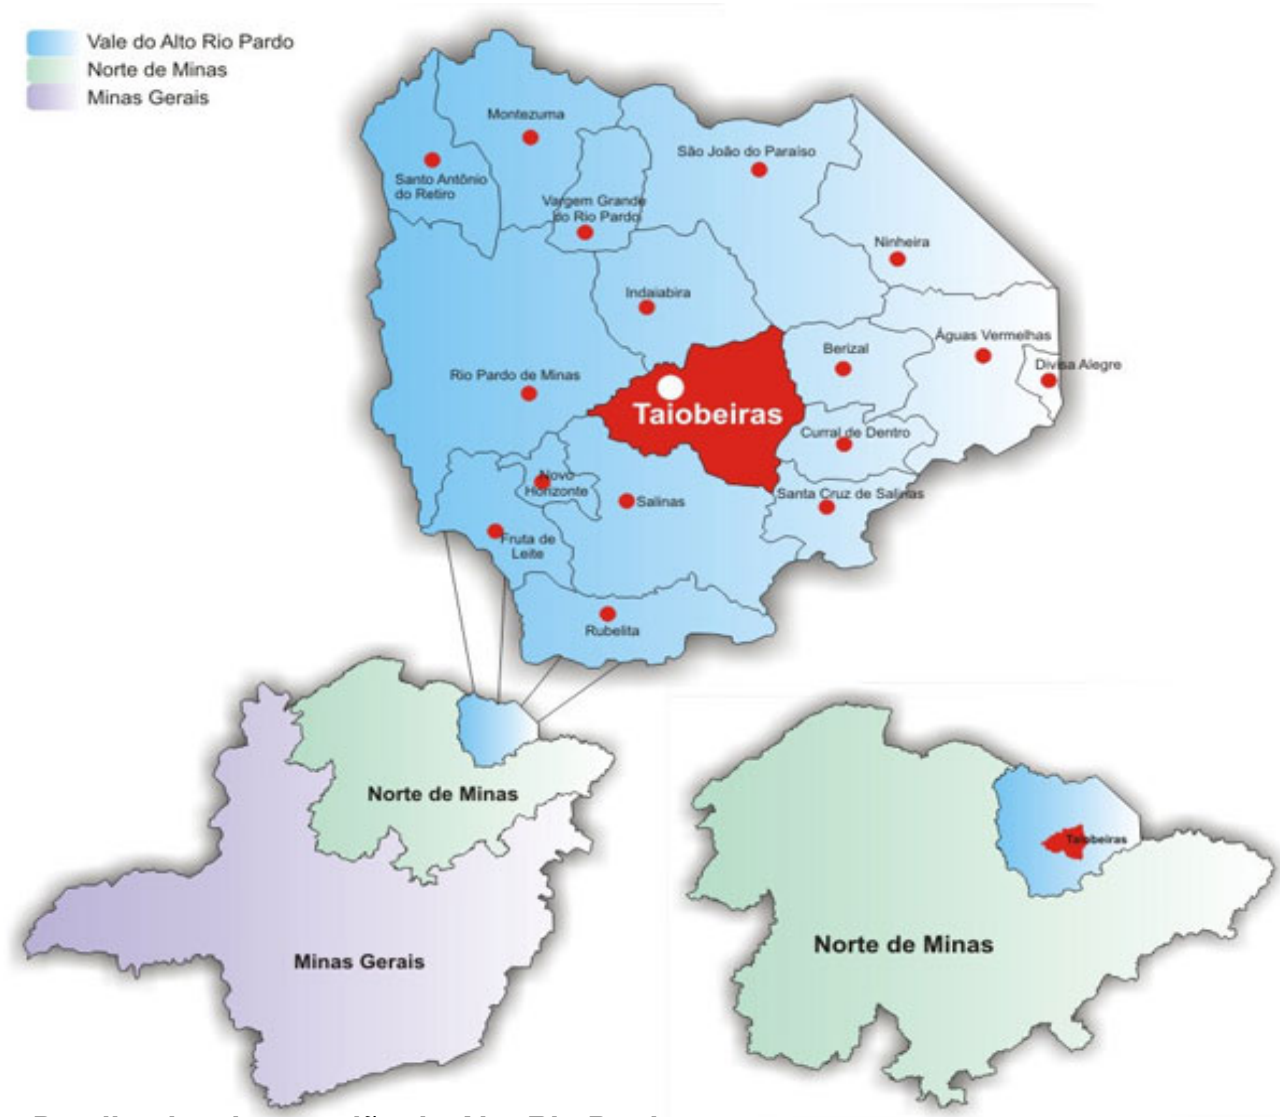 Vale do Alto Rio Pardo
Norte de Minas
Minas Gerais
Montezuma
São João do Paraíso
Santo Antônio
do Retiro
Vargem Grande
do Rio Pardo
Ninheira
Indaiabira
Águas Vermelhas
Berizal
Divisa Alegre
Rio Pardo de Minas
Taiobeiras
Curral de Dentro
Novo
Horizonte
Salinas
Santa Cruz de Salinas
Fruta de
Leite
Rubelita
Norte de Minas
Minas Gerais
Taiobeiras
Norte de Minas